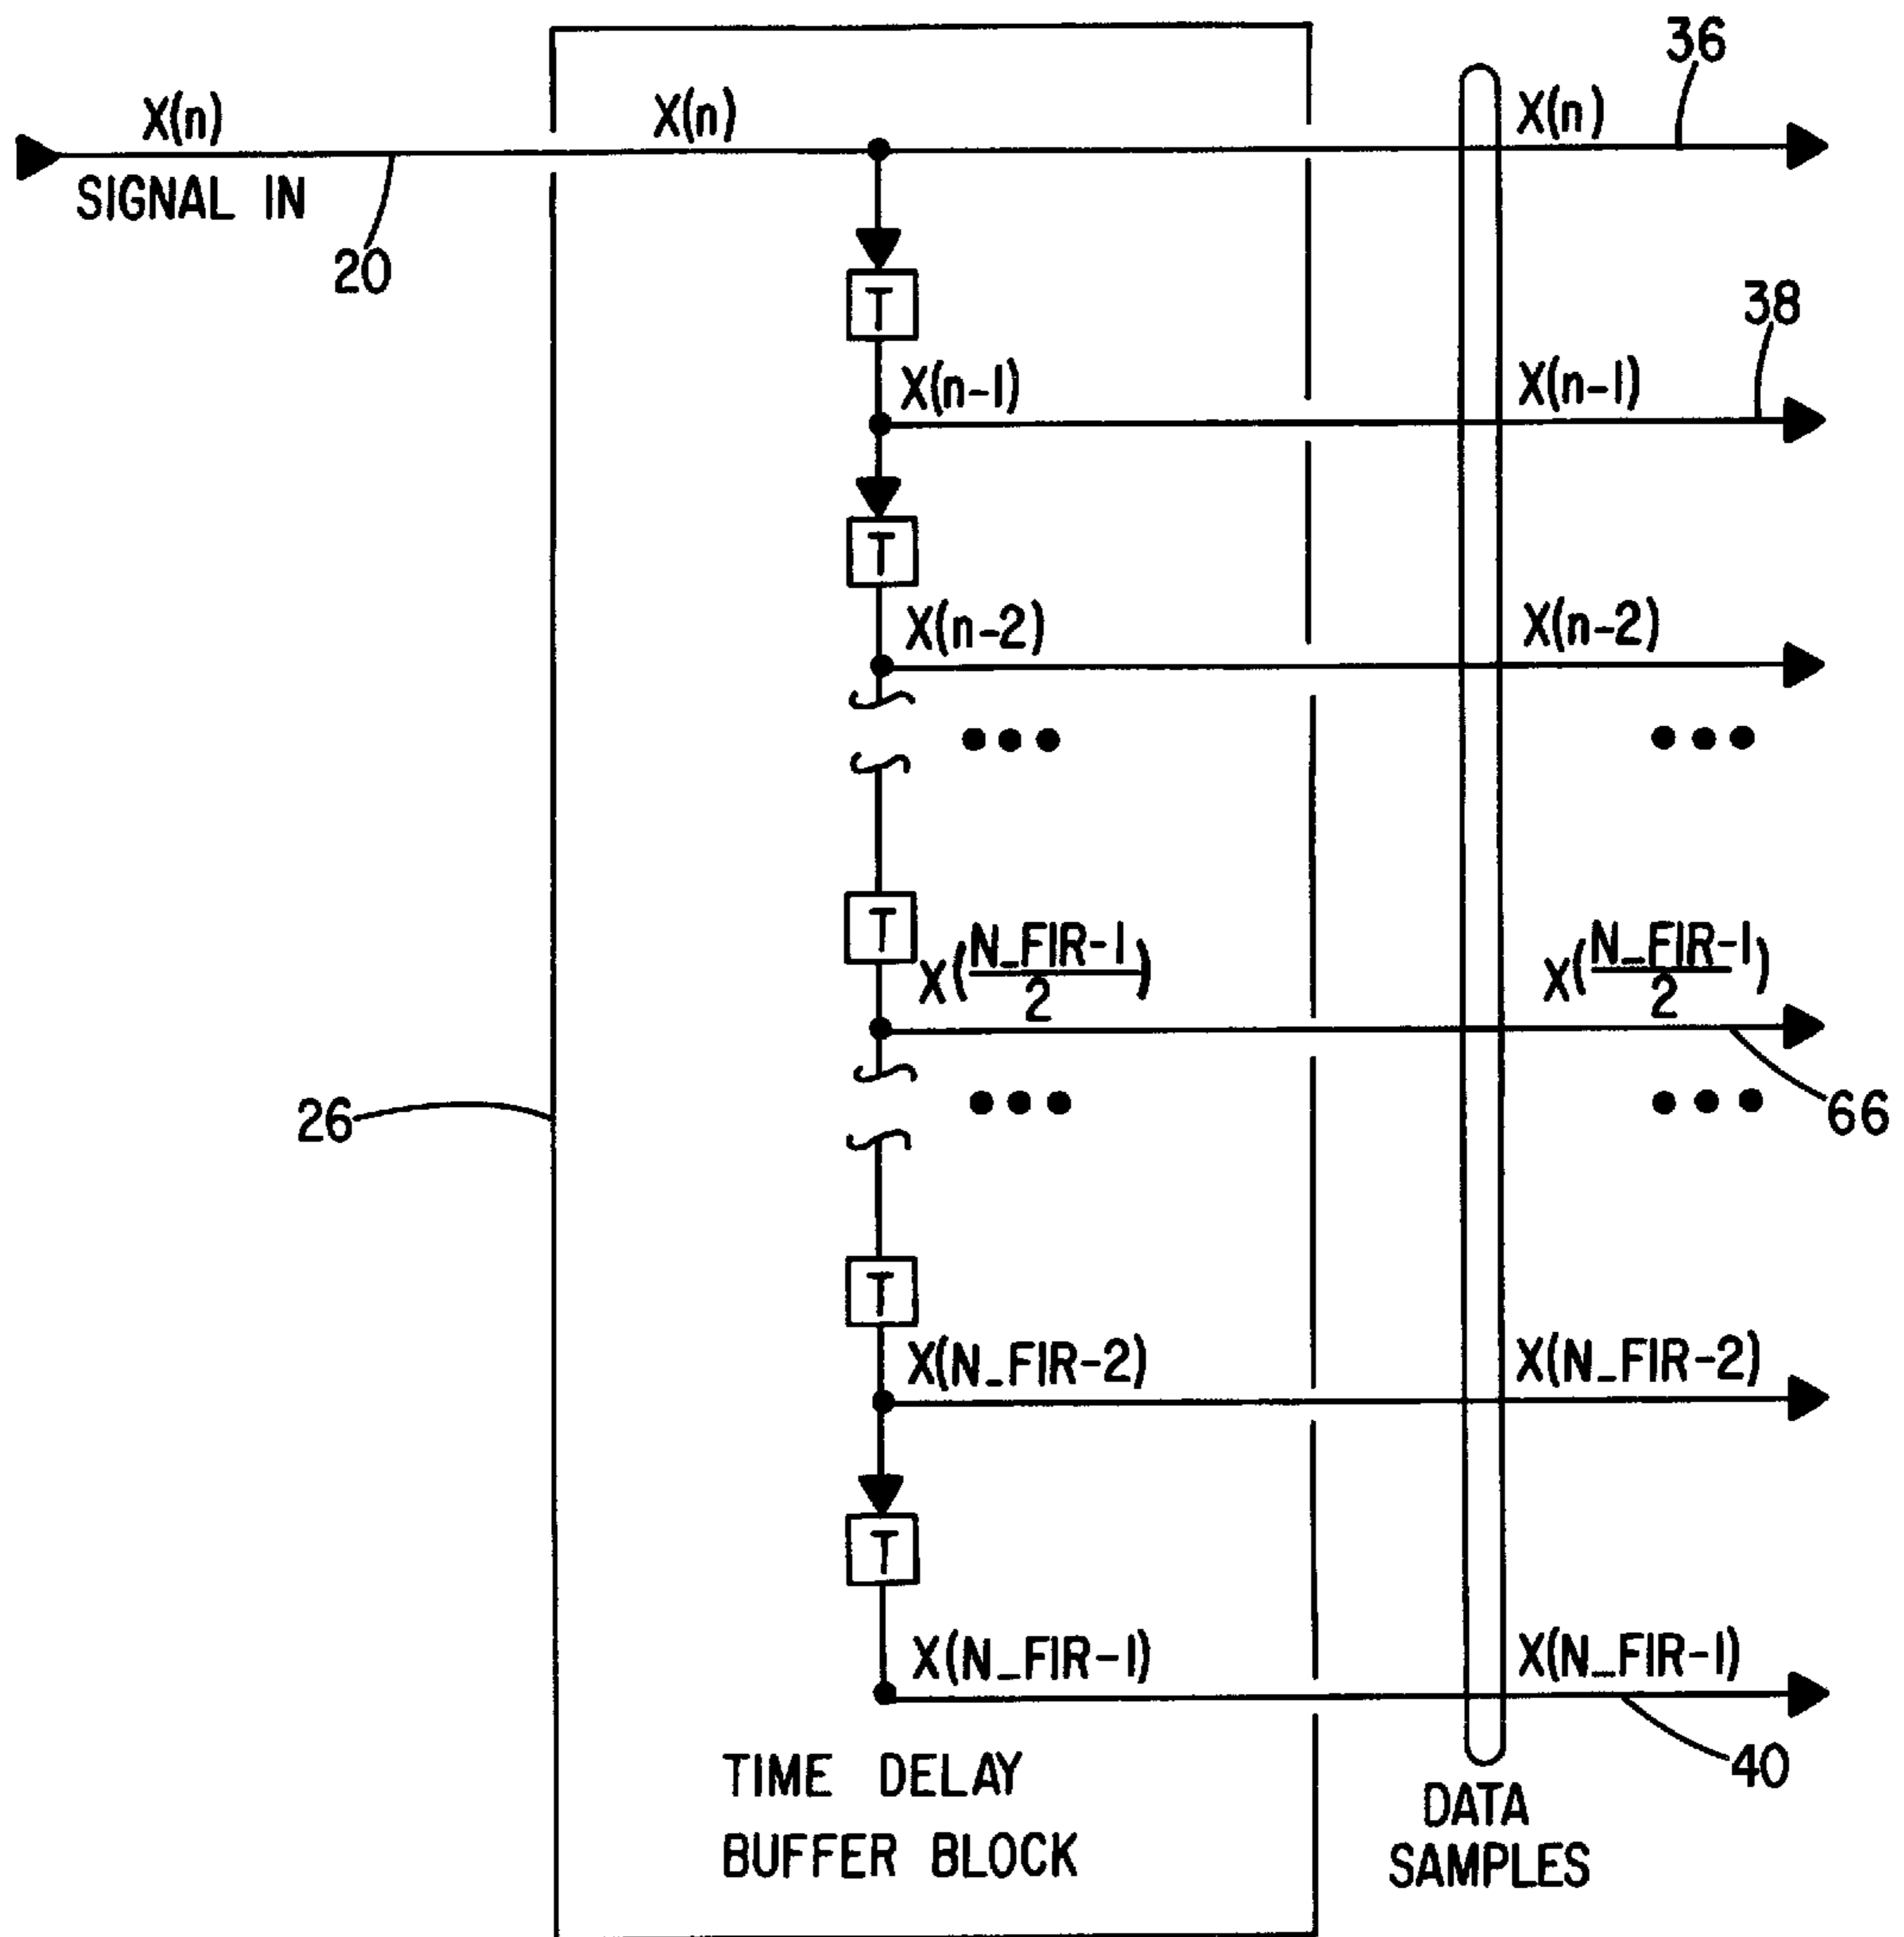 36
X(n) X(n) X(n)
SIGNAL IN
20
T
38
X(n-1) X(n-1)
T
X(n-2) X(n-2)
••• •••
T
X(N_FIR-1/2) X(N_FIR-1/2)
26 ••• ••• 66
T
X(N_FIR-2) X(N_FIR-2)
T
X(N_FIR-1) X(N_FIR-1)
40
TIME DELAY
BUFFER BLOCK
DATA
SAMPLES